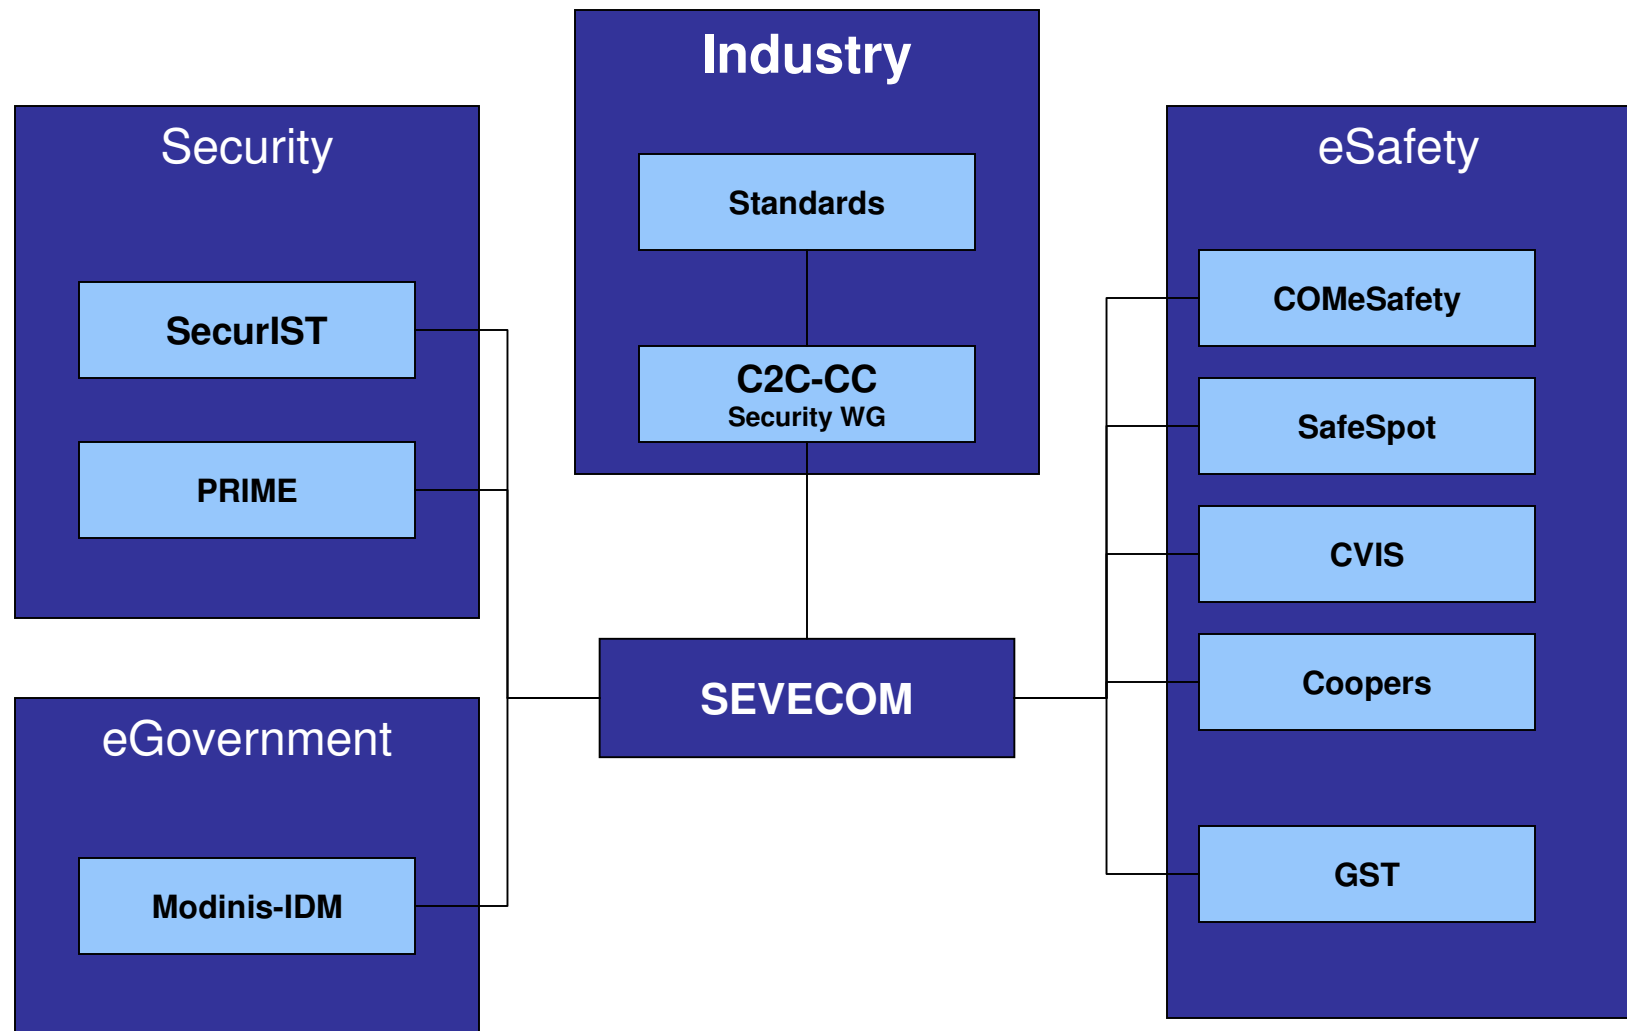 Industry
Standards
C2C-CC
Security WG
Security
SecurIST
PRIME
eGovernment
Modinis-IDM
SEVECOM
eSafety
COMeSafety
SafeSpot
CVIS
Coopers
GST